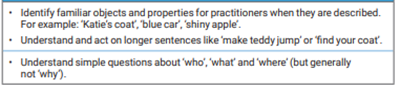 • Identify familiar objects and properties for practitioners when they are described.
For example: ‘Katie’s coat’, ‘blue car’, ‘shiny apple’.
• Understand and act on longer sentences like ‘make teddy jump’ or ‘find your coat’.
• Understand simple questions about ‘who’, ‘what’ and ‘where’ (but generally
not ‘why’).